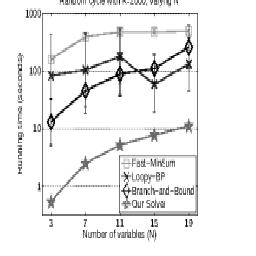 Random Cycle with K=2000, varying N
1000
100
10
1
Running time (seconds)
Fast-MinSum
Loopy-BP
Branch-and-Bound
Our Solver
3 7 11 15 19
Number of variables (N)